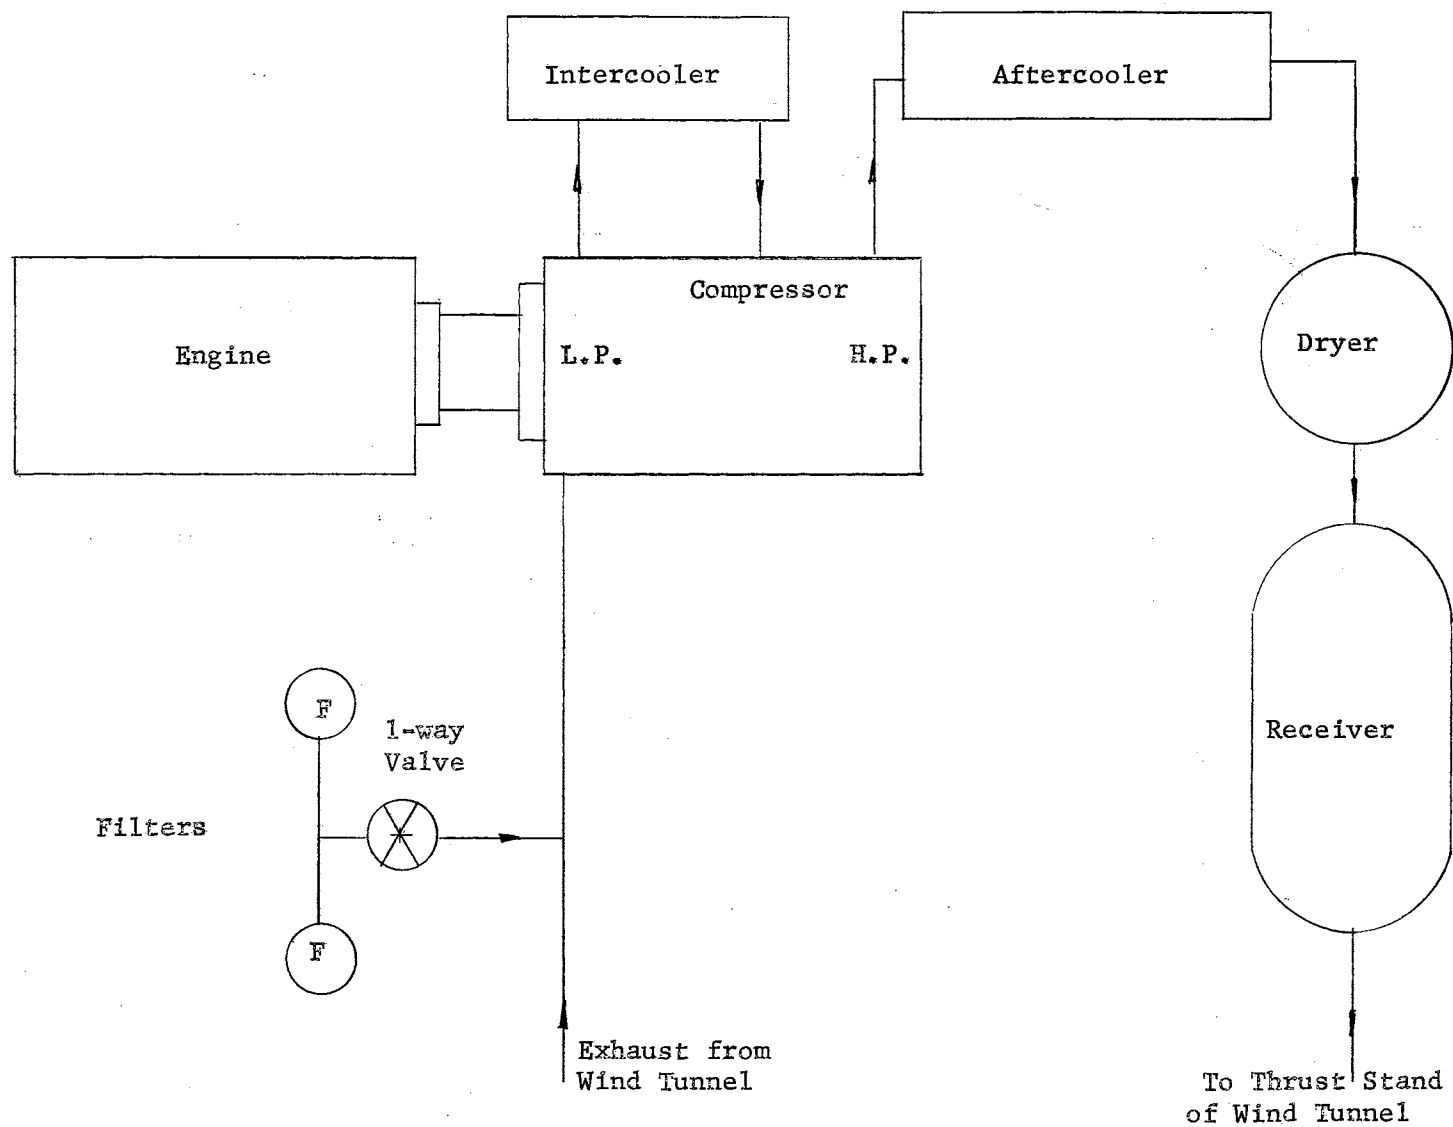 Intercooler
Aftercooler
Compressor
Engine
L.P.
H.P.
Dryer
F
1-way
Valve
Receiver
Filters
F
Exhaust from
Wind Tunnel
To Thrust Stand
of Wind Tunnel